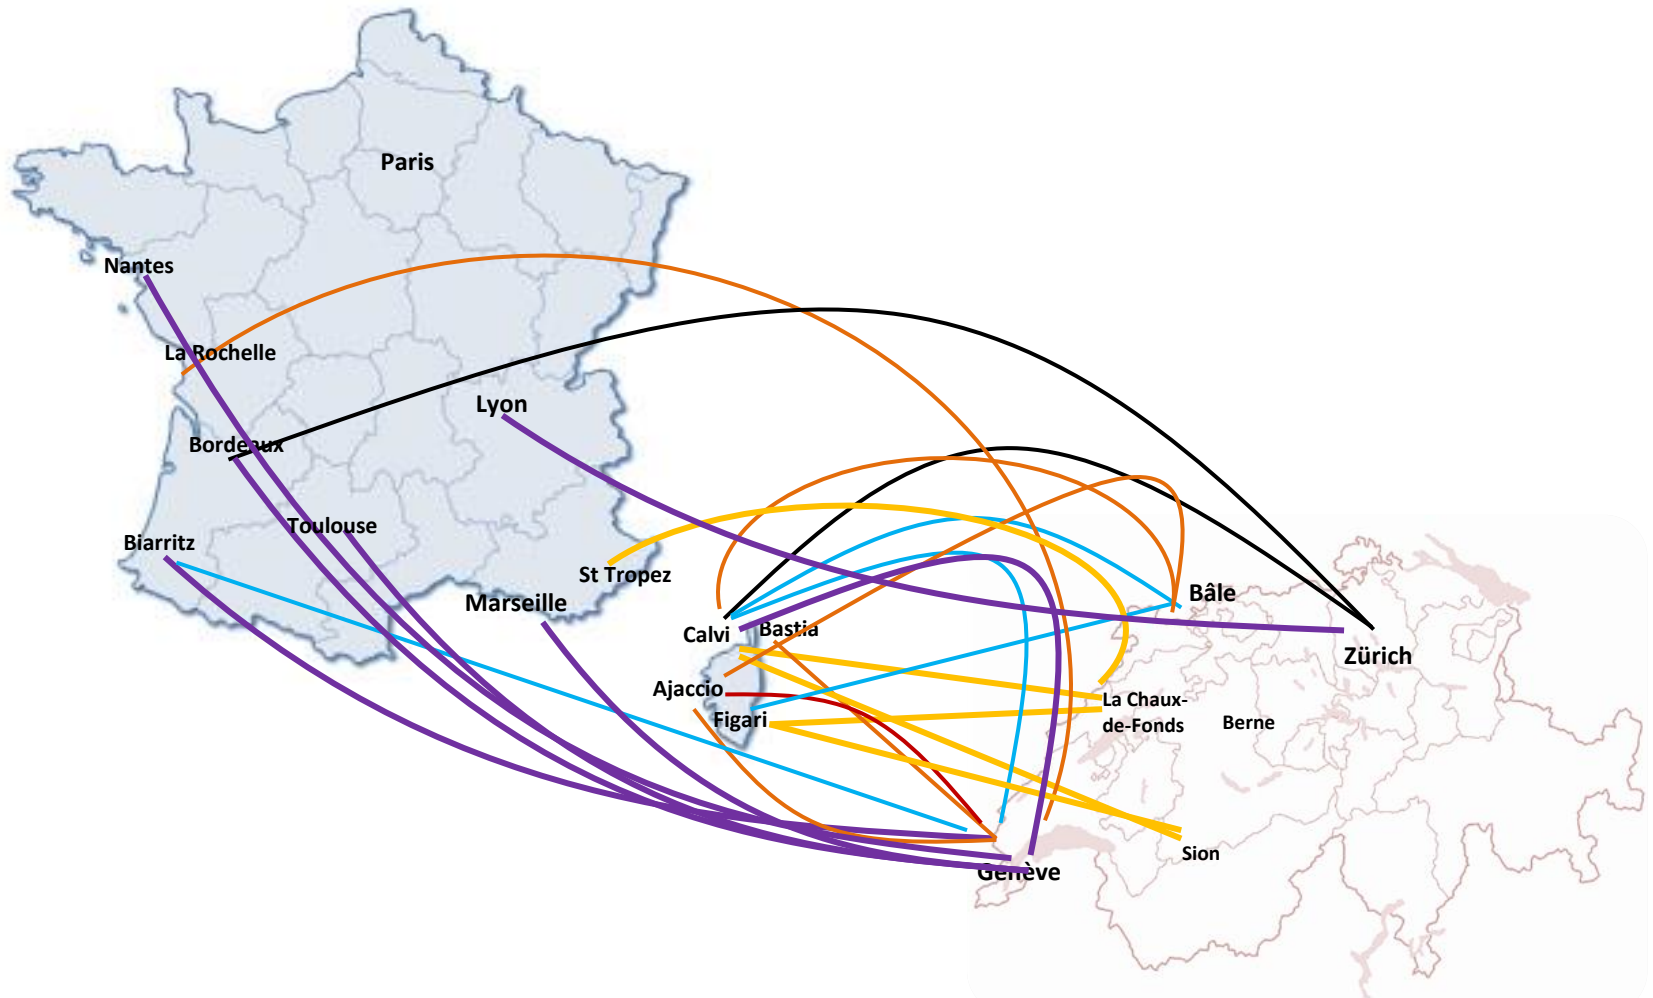 Paris
Nantes
La Rochelle
Lyon
Bordeaux
Toulouse
Biarritz
St Tropez
Marseille
Bâle
Calvi
Bastia
Zürich
Ajaccio
Figari
La Chaux-
de-Fonds
Berne
Sion
Genève